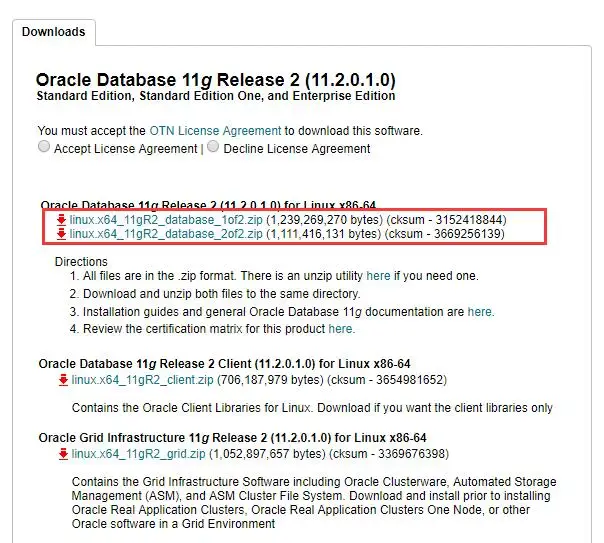 Downloads
Oracle Database 11g Release 2 (11.2.0.1.0)
Standard Edition, Standard Edition One, and Enterprise Edition
You must accept the OTN License Agreement to download this software.
Accept License Agreement | Decline License Agreement
Oracle Database 11g Release 2 (11.2.0.1.0) for Linux x86-64
linux.x64_11gR2_database_1of2.zip (1,239,269,270 bytes) (cksum - 3152418844)
linux.x64_11gR2_database_2of2.zip (1,111,416,131 bytes) (cksum - 3669256139)
Directions
1. All files are in the .zip format. There is an unzip utility here if you need one.
2. Download and unzip both files to the same directory.
3. Installation guides and general Oracle Database 11g documentation are here.
4. Review the certification matrix for this product here.
Oracle Database 11g Release 2 Client (11.2.0.1.0) for Linux x86-64
linux.x64_11gR2_client.zip (706,187,979 bytes) (cksum - 3654981652)
Contains the Oracle Client Libraries for Linux. Download if you want the client libraries only
Oracle Grid Infrastructure 11g Release 2 (11.2.0.1.0) for Linux x86-64
linux.x64_11gR2_grid.zip (1,052,897,657 bytes) (cksum - 3369676398)
Contains the Grid Infrastructure Software including Oracle Clusterware, Automated Storage
Management (ASM), and ASM Cluster File System. Download and install prior to installing
Oracle Real Application Clusters, Oracle Real Application Clusters One Node, or other
Oracle software in a Grid Environment